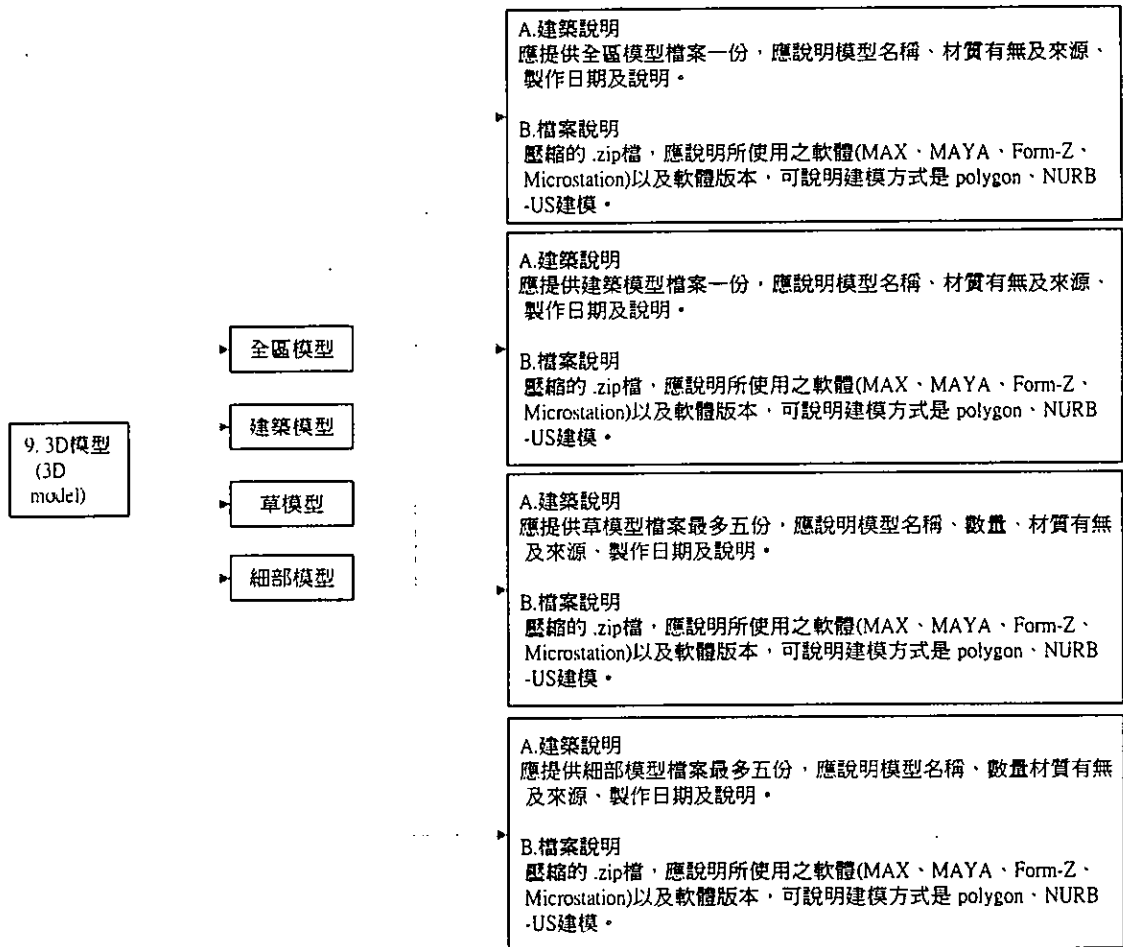 9. 3D模型
(3D
model)
全區模型
建築模型
草模型
細部模型
A.建築說明
應提供全區模型檔案一份，應說明模型名稱、材質有無及來源、
製作日期及說明。
B.檔案說明
壓縮的 .zip檔，應說明所使用之軟體(MAX、MAYA、Form-Z、
Microstation)以及軟體版本，可說明建模方式是 polygon、NURB
-US建模。
A.建築說明
應提供建築模型檔案一份，應說明模型名稱、材質有無及來源、
製作日期及說明。
B.檔案說明
壓縮的 .zip檔，應說明所使用之軟體(MAX、MAYA、Form-Z、
Microstation)以及軟體版本，可說明建模方式是 polygon、NURB
-US建模。
A.建築說明
應提供草模型檔案最多五份，應說明模型名稱、數量、材質有無
及來源、製作日期及說明。
B.檔案說明
壓縮的 .zip檔，應說明所使用之軟體(MAX、MAYA、Form-Z、
Microstation)以及軟體版本，可說明建模方式是 polygon、NURB
-US建模。
A.建築說明
應提供細部模型檔案最多五份，應說明模型名稱、數量材質有無
及來源、製作日期及說明。
B.檔案說明
壓縮的 .zip檔，應說明所使用之軟體(MAX、MAYA、Form-Z、
Microstation)以及軟體版本，可說明建模方式是 polygon、NURB
-US建模。